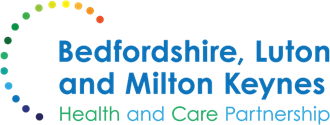 Bedfordshire, Luton
and Milton Keynes
Health and Care Partnership